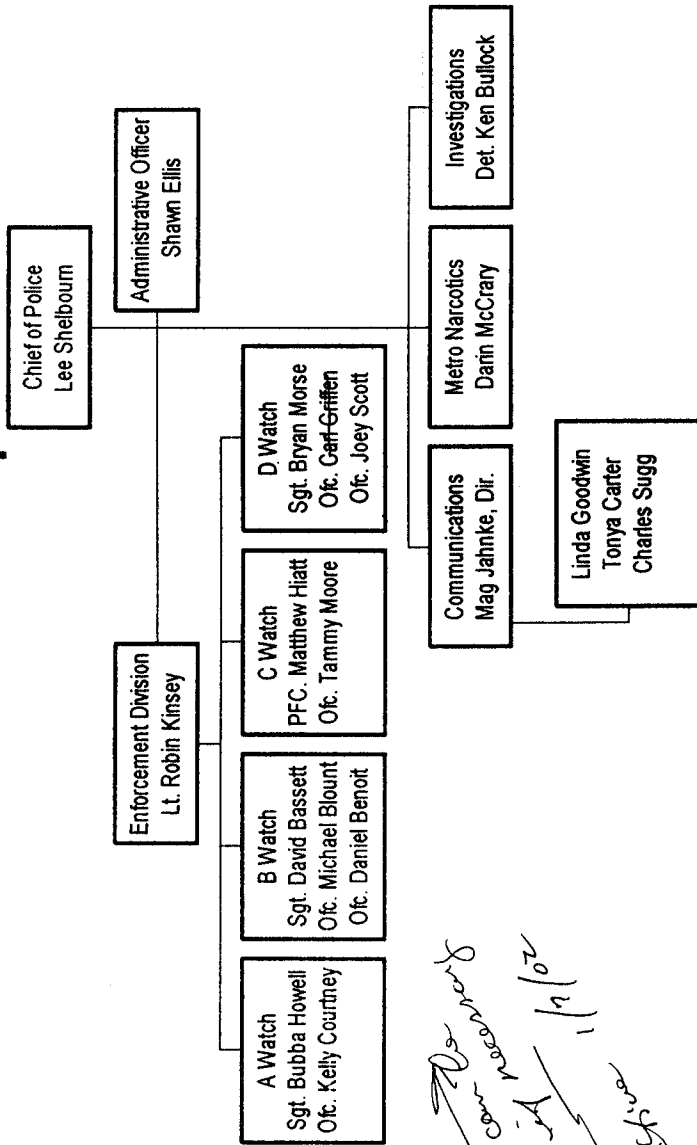 Chief of Police
Lee Shelbourn
Administrative Officer
Shawn Ellis
Enforcement Division
Lt. Robin Kinsey
A Watch
Sgt. Bubba Howell
Ofc. Kelly Courtney
B Watch
Sgt. David Bassett
Ofc. Michael Blount
Ofc. Daniel Benoit
C Watch
PFC. Matthew Hiatt
Ofc. Tammy Moore
D Watch
Sgt. Bryan Morse
Ofc. Carl Griffen
Ofc. Joey Scott
Communications
Mag Jahnke, Dir.
Metro Narcotics
Darin McCrary
Investigations
Det. Ken Bullock
Linda Goodwin
Tonya Carter
Charles Sugg
1/7/02